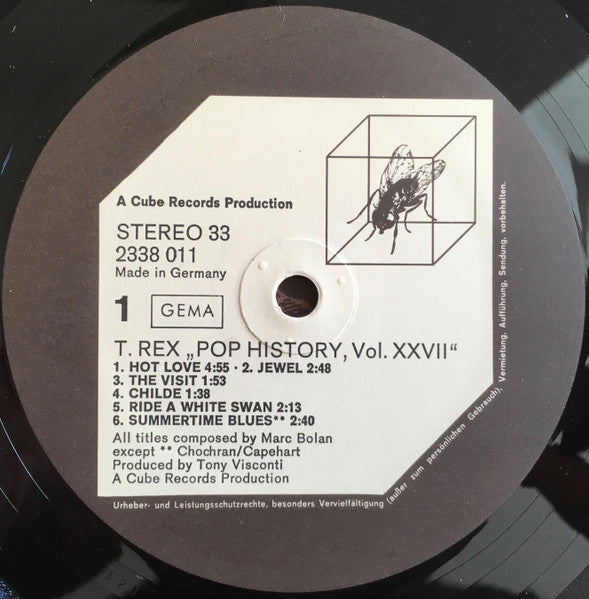 A Cube Records Production
STEREO 33
2338 011
Made in Germany
1 GEMA
T. REX „POP HISTORY, Vol. XXVII“
1. HOT LOVE 4:55 · 2. JEWEL 2:48
3. THE VISIT 1:53
4. CHILDE 1:38
5. RIDE A WHITE SWAN 2:13
6. SUMMERTIME BLUES** 2:40
All titles composed by Marc Bolan
except ** Chochran/Capehart
Produced by Tony Visconti
A Cube Records Production
Urheber- und Leistungsschutzrechte, besonders Vervielfältigung (außer zum persönlichen Gebrauch), Vermietung, Aufführung, Sendung, vorbehalten.